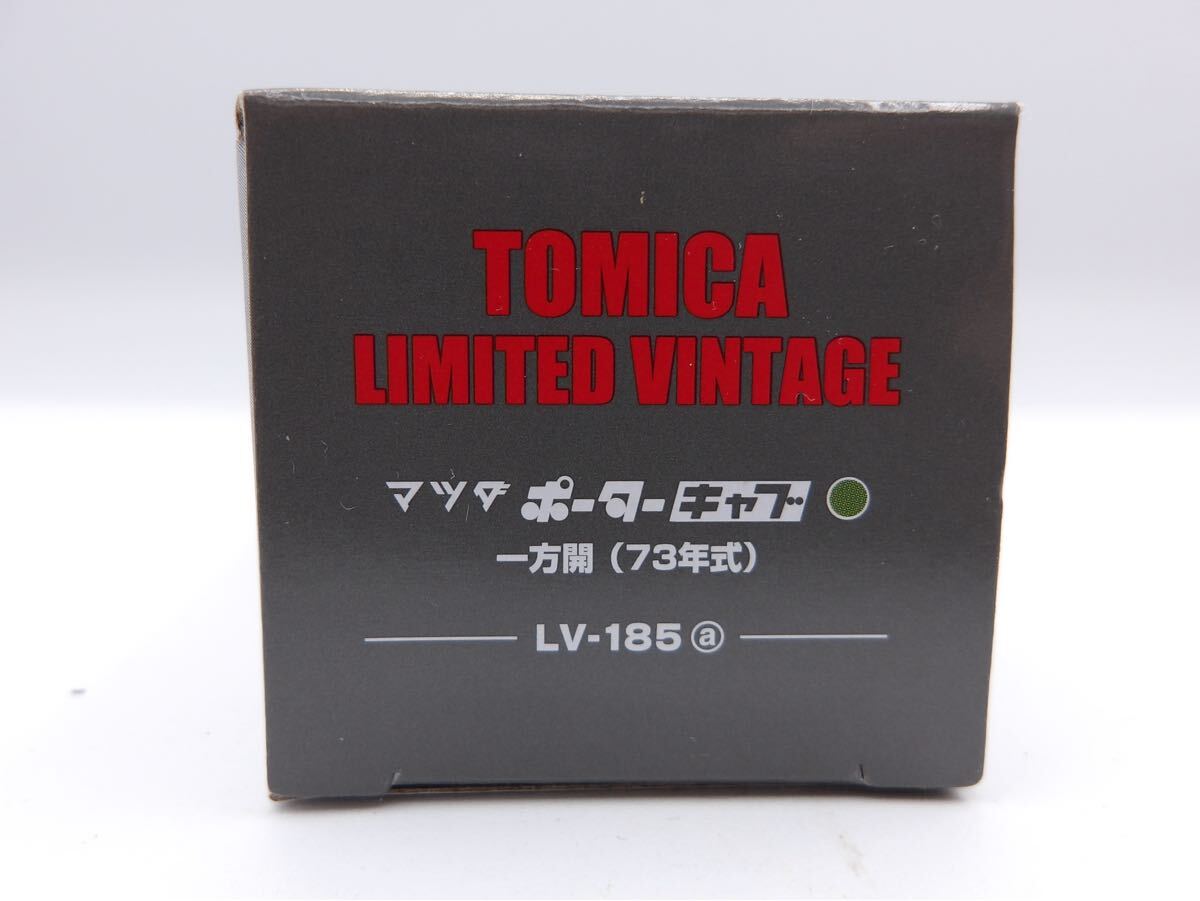 TOMICA
LIMITED VINTAGE
マツダ ポーターキャブ
一方開（73年式）
LV-185 ⓐ